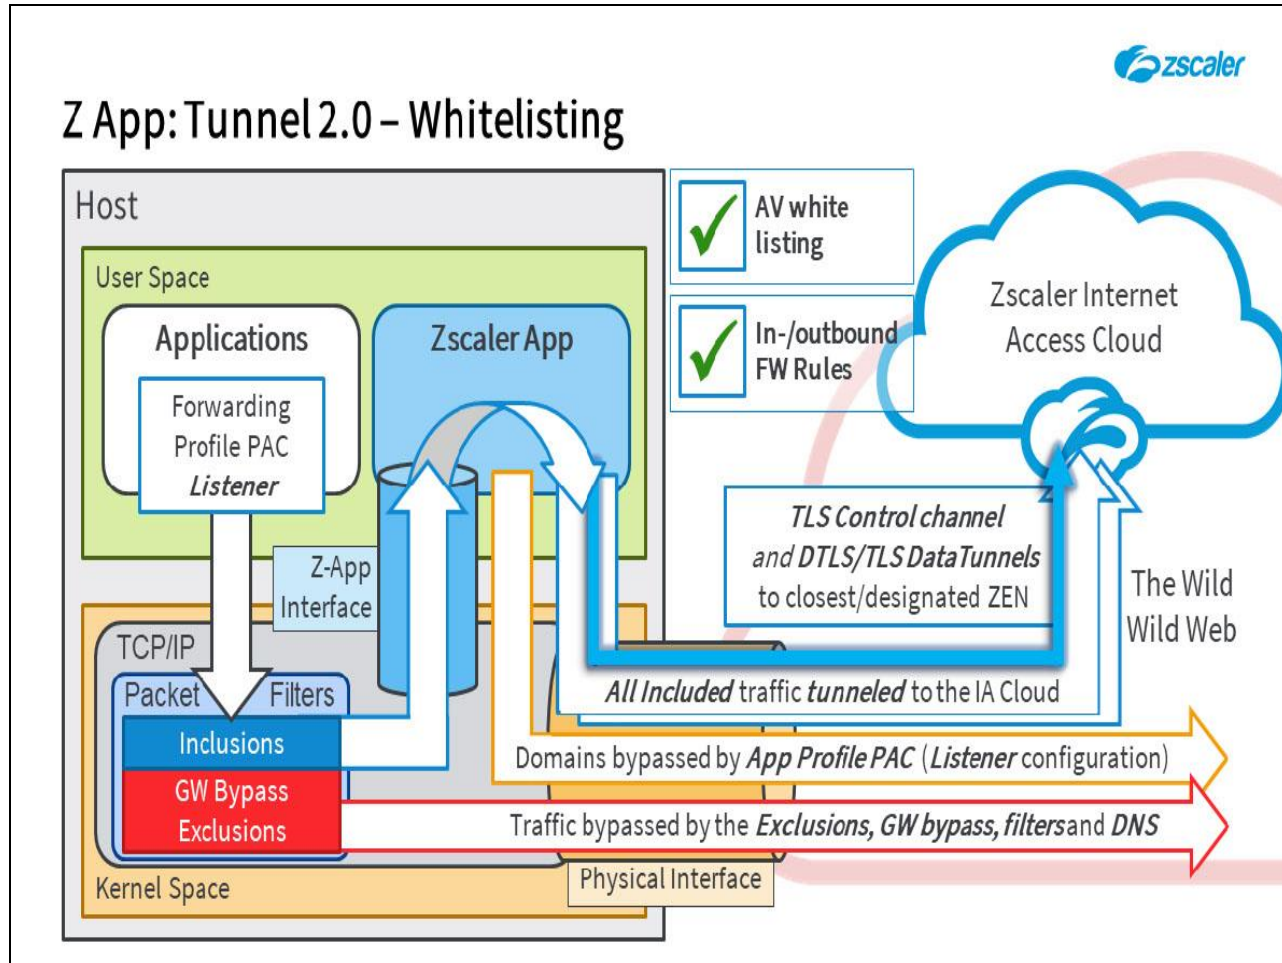 zscaler
Z App: Tunnel 2.0 – Whitelisting
Host
User Space
Applications
Forwarding
Profile PAC
Listener
Zscaler App
Z-App
Interface
AV white
listing
In-/outbound
FW Rules
Zscaler Internet
Access Cloud
TLS Control channel
and DTLS/TLS DataTunnels
to closest/designated ZEN
The Wild
Wild Web
TCP/IP
Packet Filters
Inclusions
GW Bypass
Exclusions
Kernel Space
All Included traffic tunneled to the IA Cloud
Domains bypassed by App Profile PAC (Listener configuration)
Traffic bypassed by the Exclusions, GW bypass, filters and DNS
Physical Interface